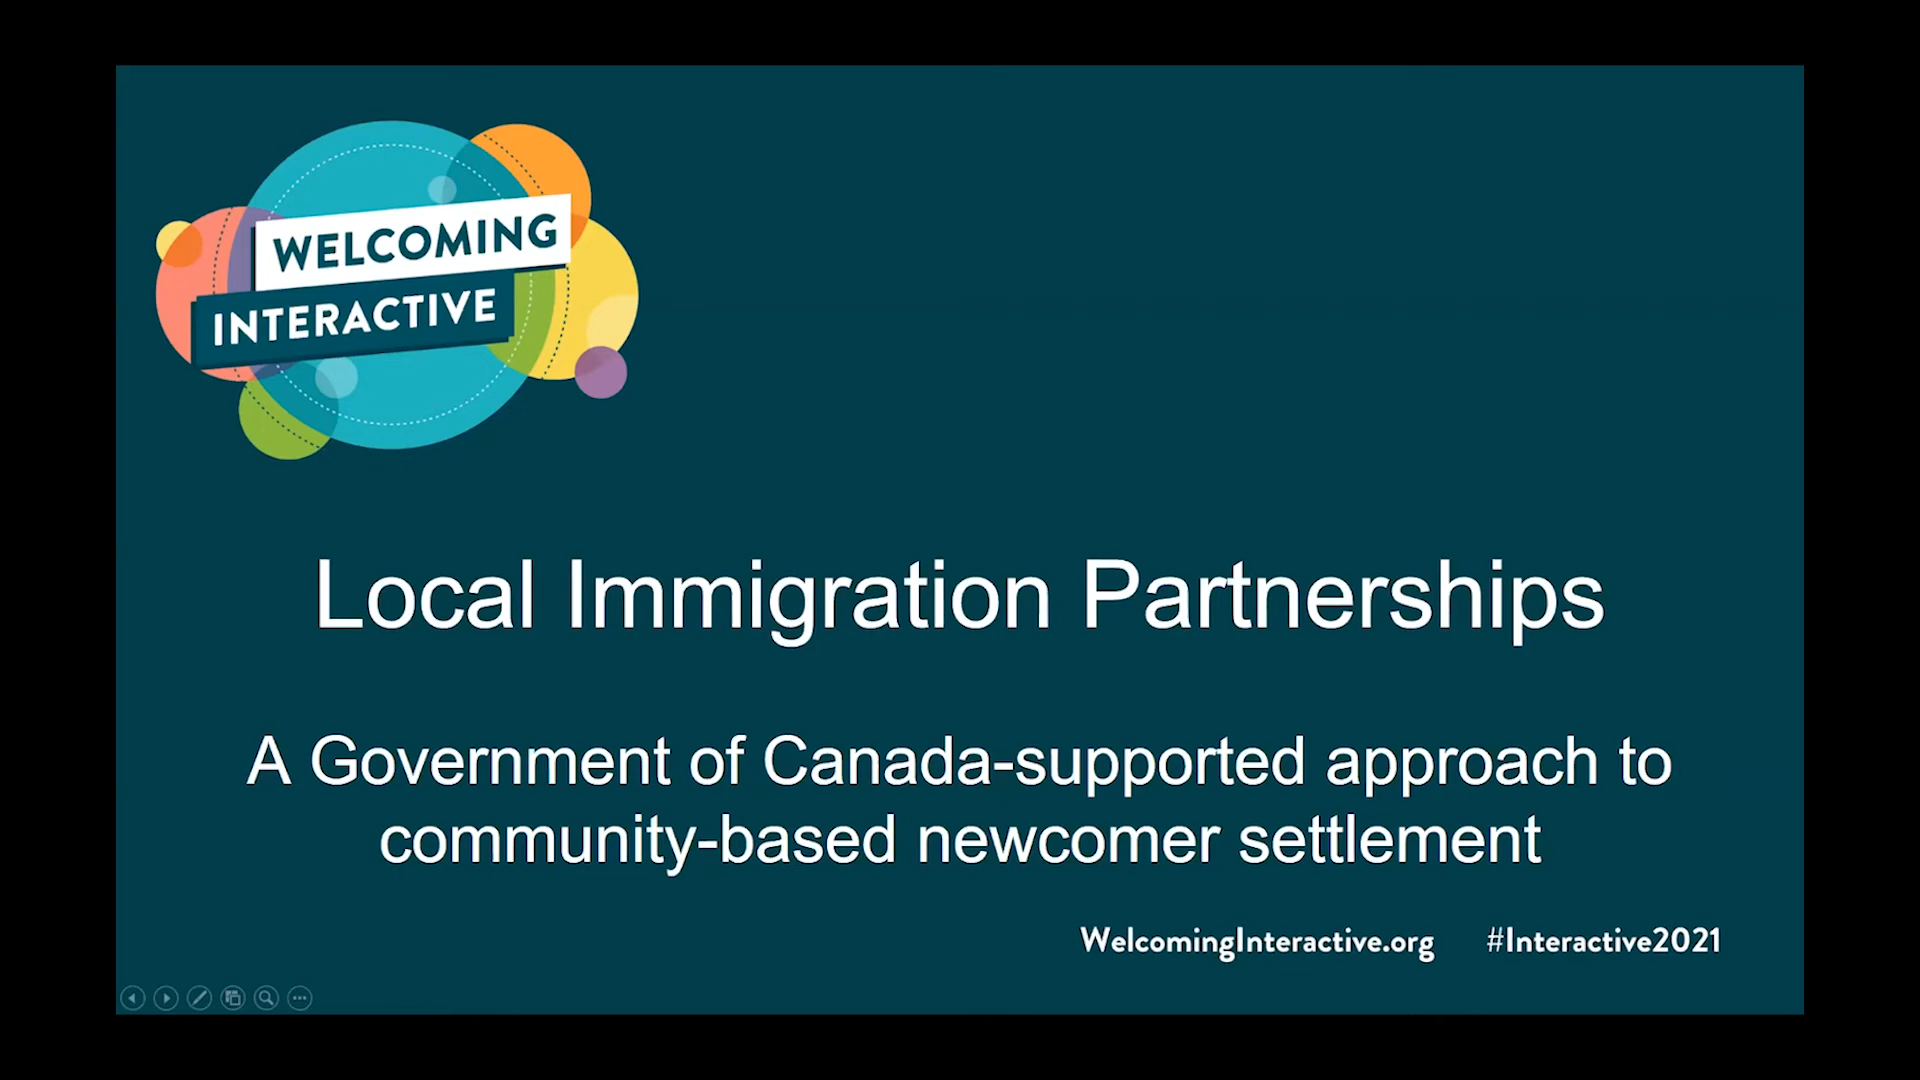 WELCOMING
INTERACTIVE
Local Immigration Partnerships
A Government of Canada-supported approach to
community-based newcomer settlement
WelcomingInteractive.org #Interactive2021